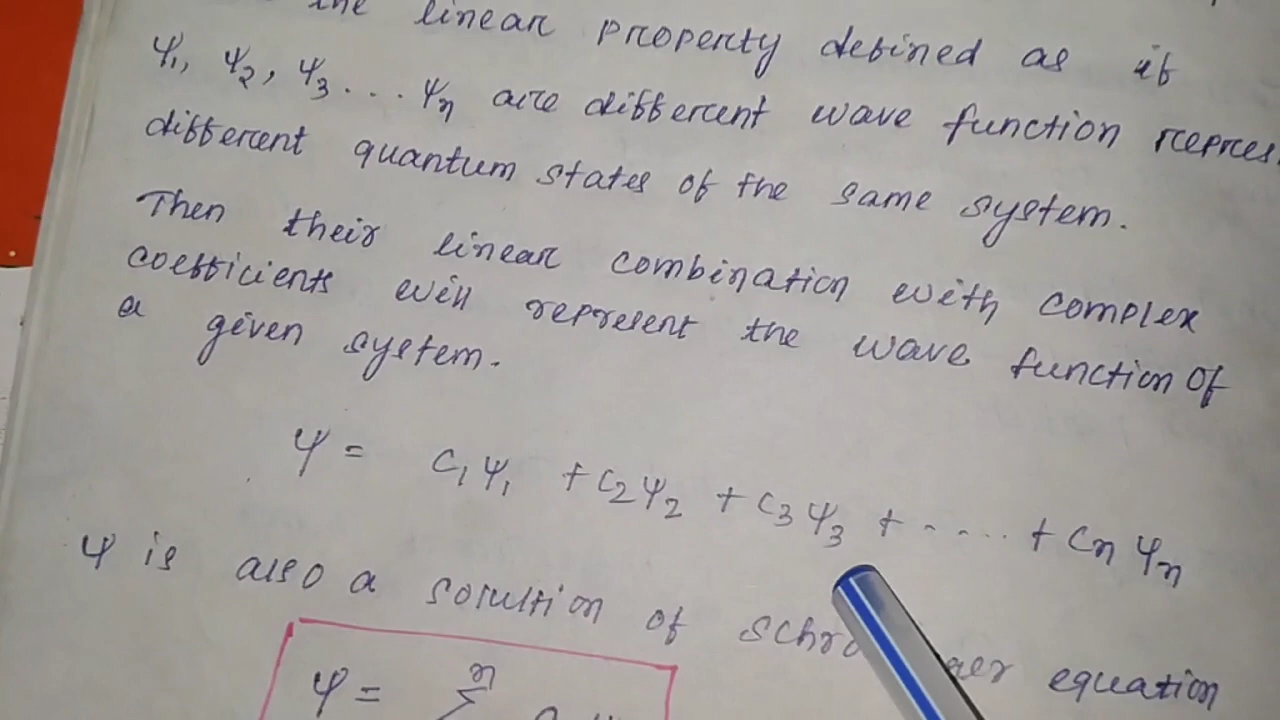 the linear property defined as if
ψ₁, ψ₂, ψ₃ .... ψₙ are different wave function
different quantum states of the same system.
Then their linear combination with complex
coefficients will represent the wave function of
a given system.
ψ = c₁ψ₁ + c₂ψ₂ + c₃ψ₃ + ..... + cₙψₙ
ψ is also a solution of equation
ψ = Σ n